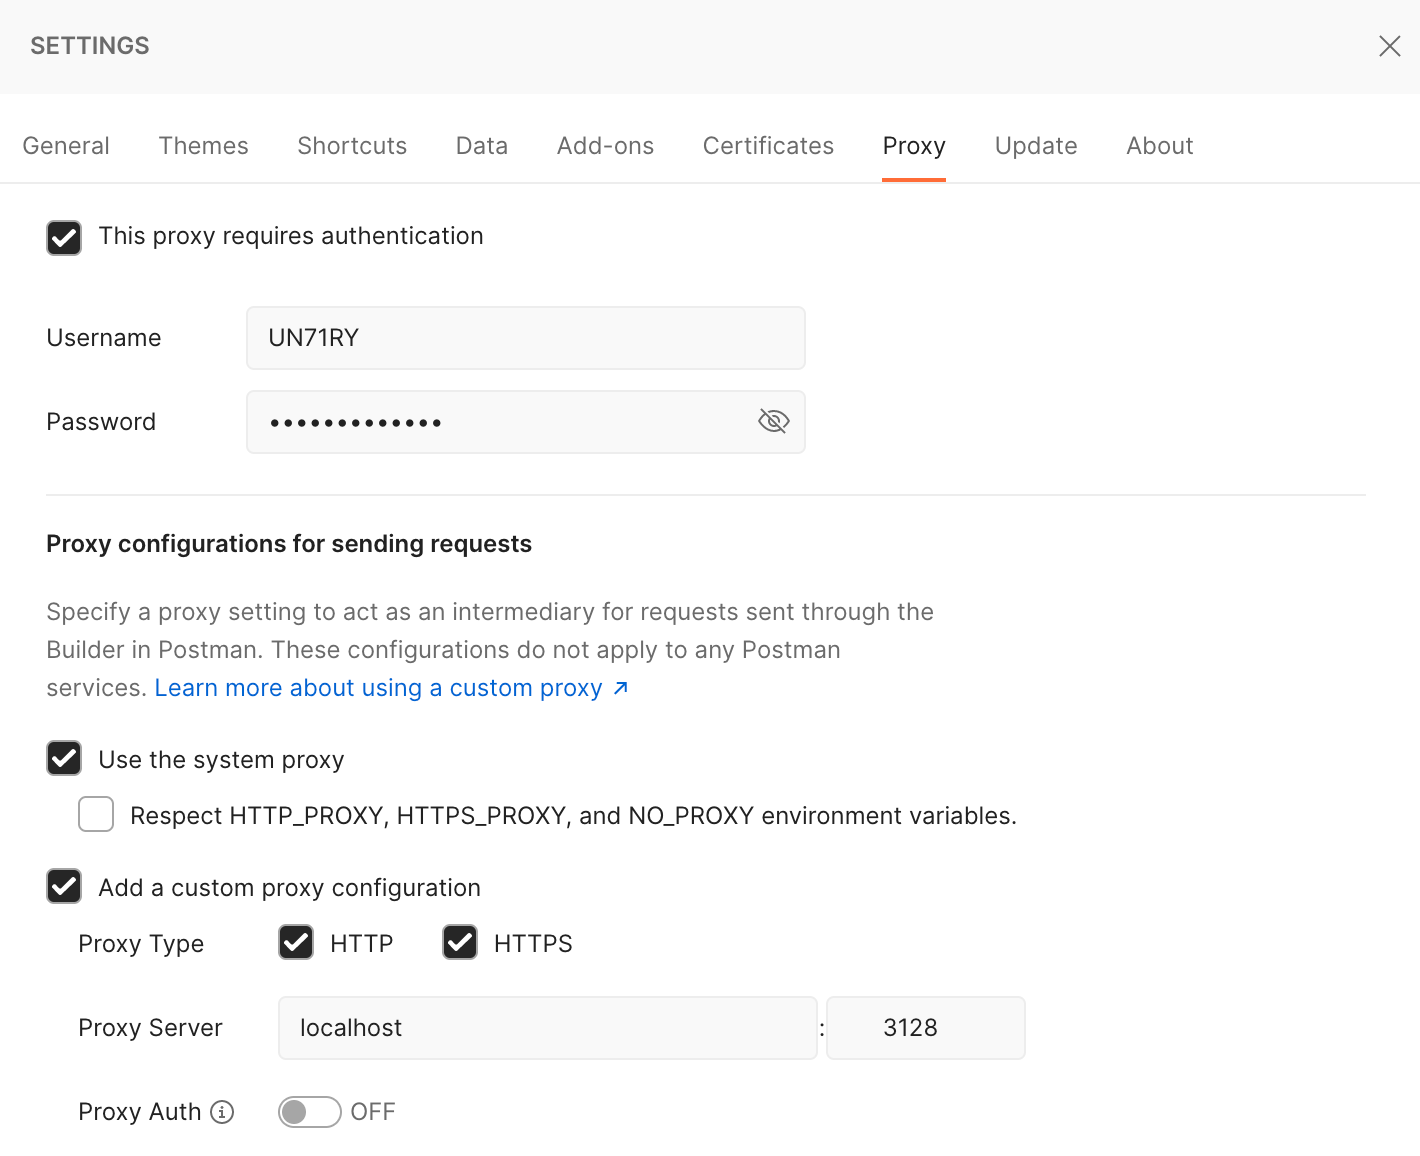 SETTINGS
General Themes Shortcuts Data Add-ons Certificates Proxy Update About
This proxy requires authentication
Username UN71RY
Password •••••••••••••
Proxy configurations for sending requests
Specify a proxy setting to act as an intermediary for requests sent through the
Builder in Postman. These configurations do not apply to any Postman
services. Learn more about using a custom proxy ↗
Use the system proxy
Respect HTTP_PROXY, HTTPS_PROXY, and NO_PROXY environment variables.
Add a custom proxy configuration
Proxy Type HTTP HTTPS
Proxy Server localhost : 3128
Proxy Auth OFF